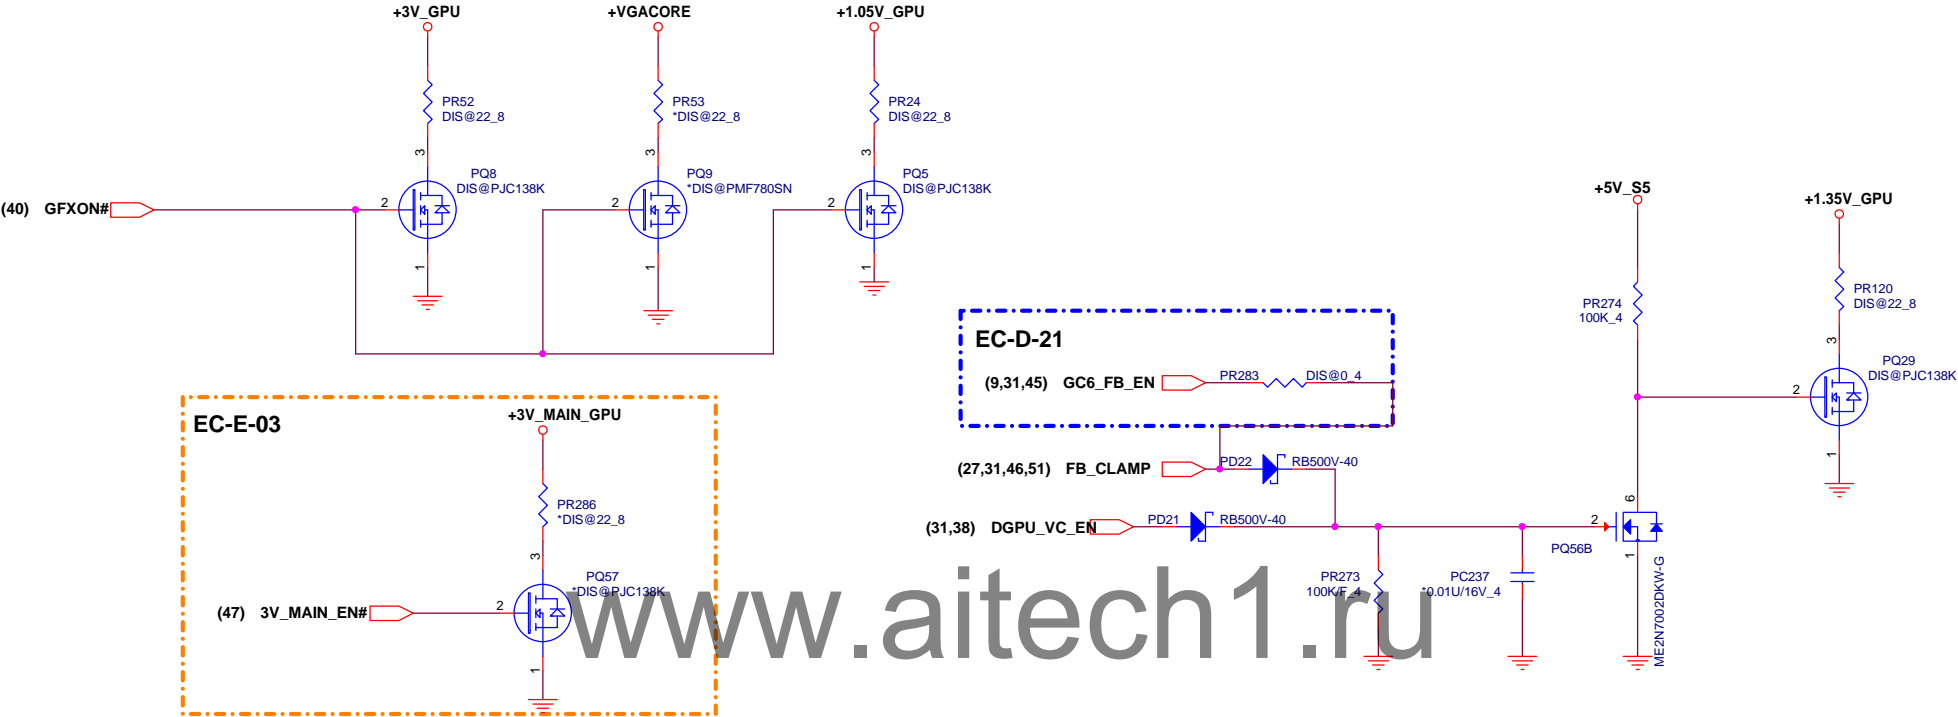 +3V_GPU
+VGACORE
+1.05V_GPU
PR52
DIS@22_8
PR53
*DIS@22_8
PR24
DIS@22_8
3
3
3
PQ8
DIS@PJC138K
PQ9
*DIS@PMF780SN
PQ5
DIS@PJC138K
(40) GFXON#
2
2
2
1
1
1
+5V_S5
+1.35V_GPU
PR274
100K_4
PR120
DIS@22_8
3
PQ29
DIS@PJC138K
2
1
EC-D-21
(9,31,45) GC6_FB_EN
PR283
DIS@0_4
(27,31,46,51) FB_CLAMP
PD22
RB500V-40
(31,38) DGPU_VC_EN
PD21
RB500V-40
PR273
100K/F_4
PC237
*0.01U/16V_4
6
2
PQ56B
1
ME2N7002DKW-G
EC-E-03
+3V_MAIN_GPU
PR286
*DIS@22_8
3
PQ57
*DIS@PJC138K
(47) 3V_MAIN_EN#
2
1
www.aitech1.ru